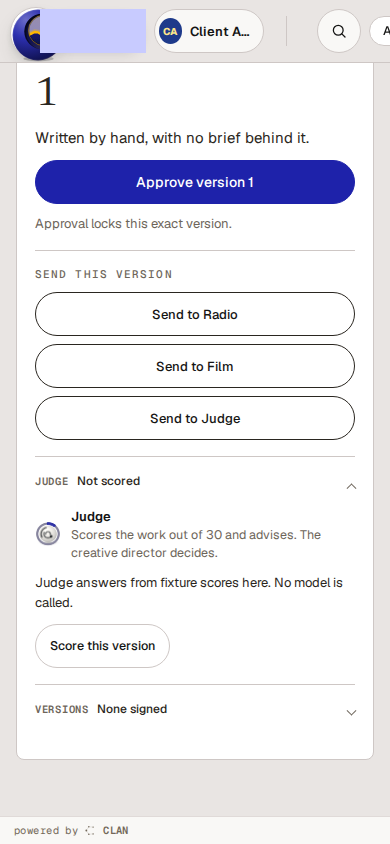 CA Client A...
A
1
Written by hand, with no brief behind it.
Approve version 1
Approval locks this exact version.
SEND THIS VERSION
Send to Radio
Send to Film
Send to Judge
JUDGE Not scored
Judge
Scores the work out of 30 and advises. The
creative director decides.
Judge answers from fixture scores here. No model is
called.
Score this version
VERSIONS None signed
powered by CLAN